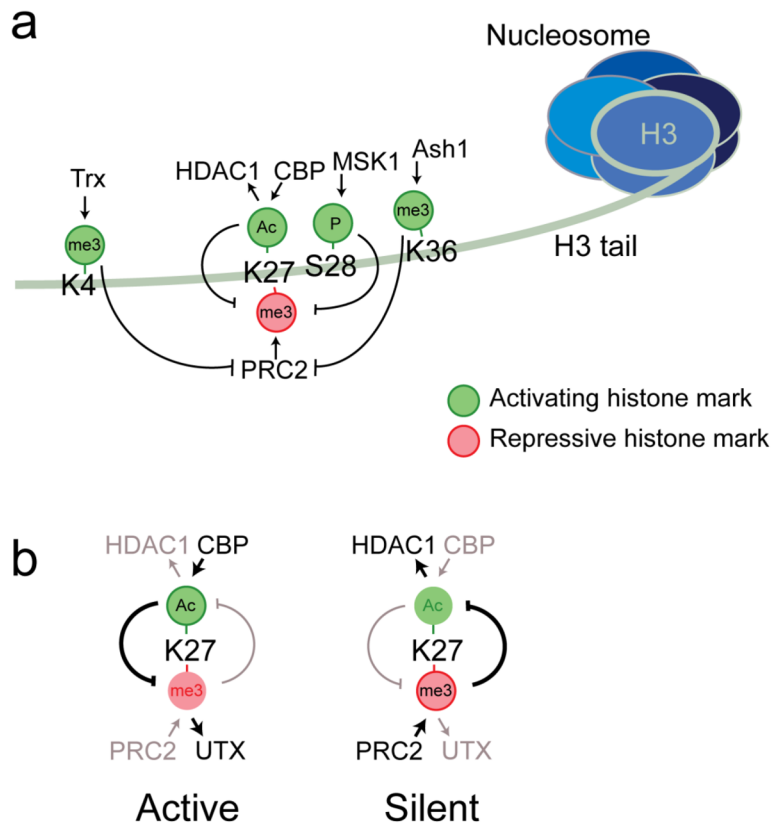 a
Nucleosome
H3
HDAC1 CBP MSK1 Ash1
Trx
me3
Ac
P
me3
K4
K27
S28
K36
H3 tail
me3
PRC2
Activating histone mark
Repressive histone mark
b
HDAC1 CBP
Ac
K27
me3
PRC2 UTX
Active
HDAC1 CBP
Ac
K27
me3
PRC2 UTX
Silent